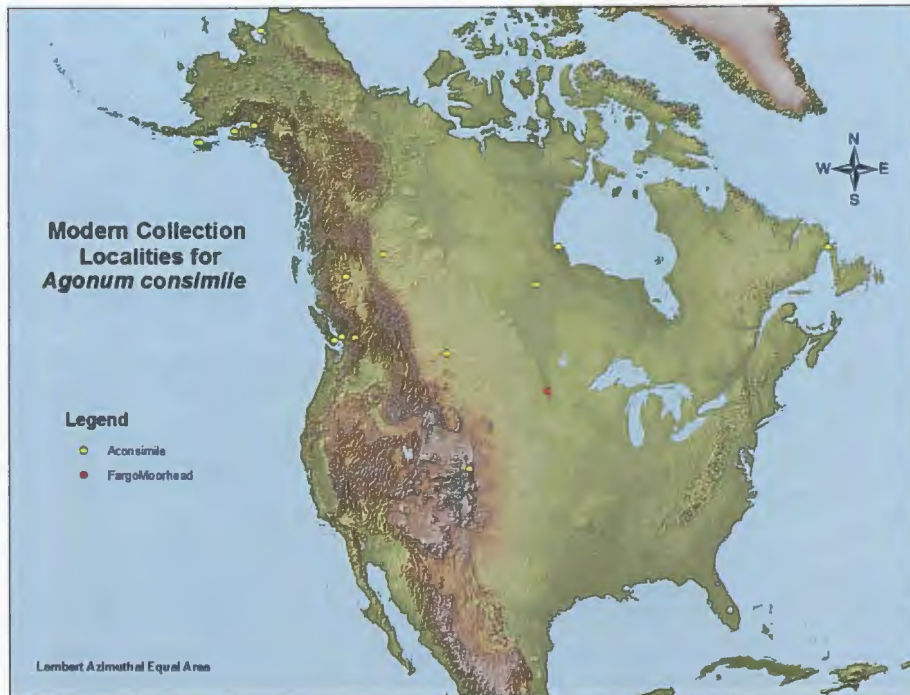 N
W E
S
Modern Collection
Localities for
Agonum consimile
Legend
Aconsimile
FargoMoorhead
Lambert Azimuthal Equal Area